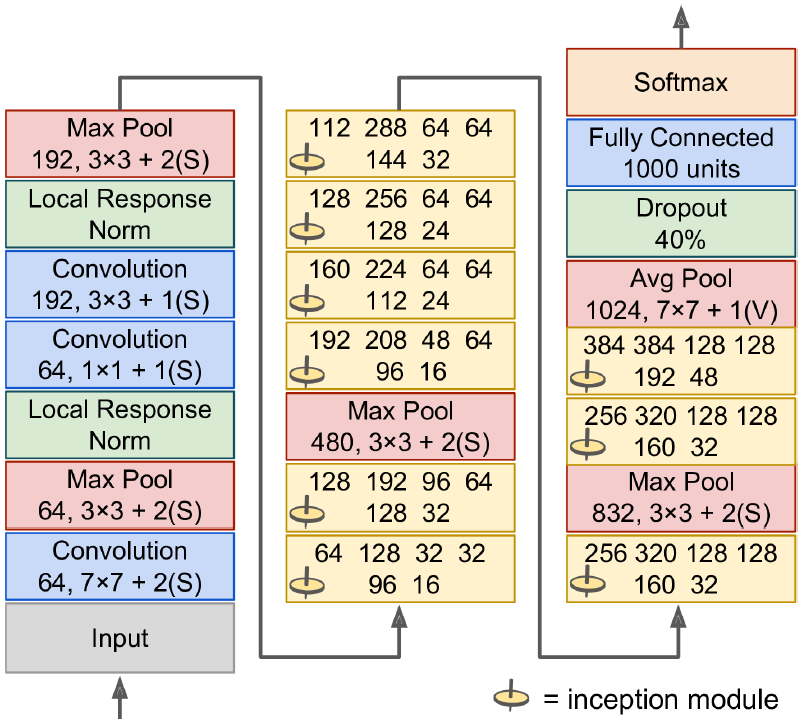 Max Pool
192, 3×3 + 2(S)
Local Response
Norm
Convolution
192, 3×3 + 1(S)
Convolution
64, 1×1 + 1(S)
Local Response
Norm
Max Pool
64, 3×3 + 2(S)
Convolution
64, 7×7 + 2(S)
Input
112 288 64 64
144 32
128 256 64 64
128 24
160 224 64 64
112 24
192 208 48 64
96 16
Max Pool
480, 3×3 + 2(S)
128 192 96 64
128 32
64 128 32 32
96 16
Softmax
Fully Connected
1000 units
Dropout
40%
Avg Pool
1024, 7×7 + 1(V)
384 384 128 128
192 48
256 320 128 128
160 32
Max Pool
832, 3×3 + 2(S)
256 320 128 128
160 32
= inception module